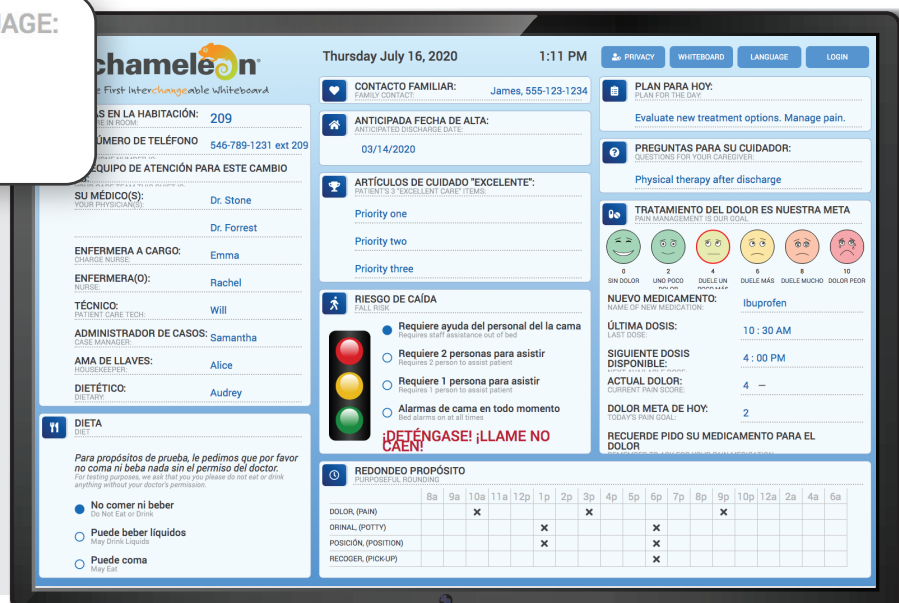 UAGE:
chameleon
First Interchangeable Whiteboard
Thursday July 16, 2020 1:11 PM
PRIVACY
WHITEBOARD
LANGUAGE
LOGIN
EN LA HABITACIÓN: 209
IN ROOM:
ÚMERO DE TELÉFONO 546-789-1231 ext 209
EQUIPO DE ATENCIÓN PARA ESTE CAMBIO
SU MÉDICO(S): Dr. Stone
YOUR PHYSICIAN(S):
Dr. Forrest
ENFERMERA A CARGO: Emma
CHARGE NURSE:
ENFERMERA(O): Rachel
NURSE:
TÉCNICO: Will
PATIENT CARE TECH:
ADMINISTRADOR DE CASOS: Samantha
CASE MANAGER:
AMA DE LLAVES: Alice
HOUSEKEEPER:
DIETÉTICO: Audrey
DIETARY:
DIETA
DIET
Para propósitos de prueba, le pedimos que por favor
no coma ni beba nada sin el permiso del doctor.
For testing purposes, we ask that you you please do not eat or drink
anything without your doctor's permission.
No comer ni beber
Do Not Eat or Drink
Puede beber líquidos
May Drink Liquids
Puede coma
May Eat
CONTACTO FAMILIAR: James, 555-123-1234
FAMILY CONTACT:
ANTICIPADA FECHA DE ALTA:
ANTICIPATED DISCHARGE DATE:
03/14/2020
ARTÍCULOS DE CUIDADO "EXCELENTE":
PATIENT'S 3 "EXCELLENT CARE" ITEMS:
Priority one
Priority two
Priority three
RIESGO DE CAÍDA
FALL RISK
Requiere ayuda del personal del la cama
Requires staff assistance out of bed
Requiere 2 personas para asistir
Requires 2 person to assist patient
Requiere 1 persona para asistir
Requires 1 person to assist patient
Alarmas de cama en todo momento
Bed alarms on at all times
¡DETÉNGASE! ¡LLAME NO
CAEN!
PLAN PARA HOY:
PLAN FOR THE DAY:
Evaluate new treatment options. Manage pain.
PREGUNTAS PARA SU CUIDADOR:
QUESTIONS FOR YOUR CAREGIVER:
Physical therapy after discharge
TRATAMIENTO DEL DOLOR ES NUESTRA META
PAIN MANAGEMENT IS OUR GOAL
0 2 4 6 8 10
SIN DOLOR UNO POCO DUELE UN DUELE MÁS DUELE MUCHO DOLOR PEOR
DOLOR POCO MÁS
NUEVO MEDICAMENTO: Ibuprofen
NAME OF NEW MEDICATION:
ÚLTIMA DOSIS: 10 : 30 AM
LAST DOSE:
SIGUIENTE DOSIS 4 : 00 PM
DISPONIBLE:
NEXT AVAILABLE DOSE:
ACTUAL DOLOR: 4 –
CURRENT PAIN SCORE:
DOLOR META DE HOY: 2
TODAY'S PAIN GOAL:
RECUERDE PIDO SU MEDICAMENTO PARA EL
DOLOR
REDONDEO PROPÓSITO
PURPOSEFUL ROUNDING
8a 9a 10a 11a 12p 1p 2p 3p 4p 5p 6p 7p 8p 9p 10p 12a 2a 4a 6a
DOLOR, (PAIN) × × ×
ORINAL, (POTTY) × ×
POSICIÓN, (POSITION) × ×
RECOGER, (PICK-UP) ×